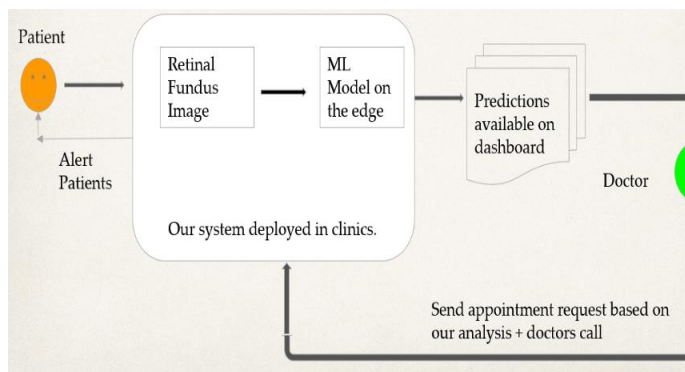 Patient
Retinal
Fundus
Image
ML
Model on
the edge
Predictions
available on
dashboard
Alert
Patients
Doctor
Our system deployed in clinics.
Send appointment request based on
our analysis + doctors call